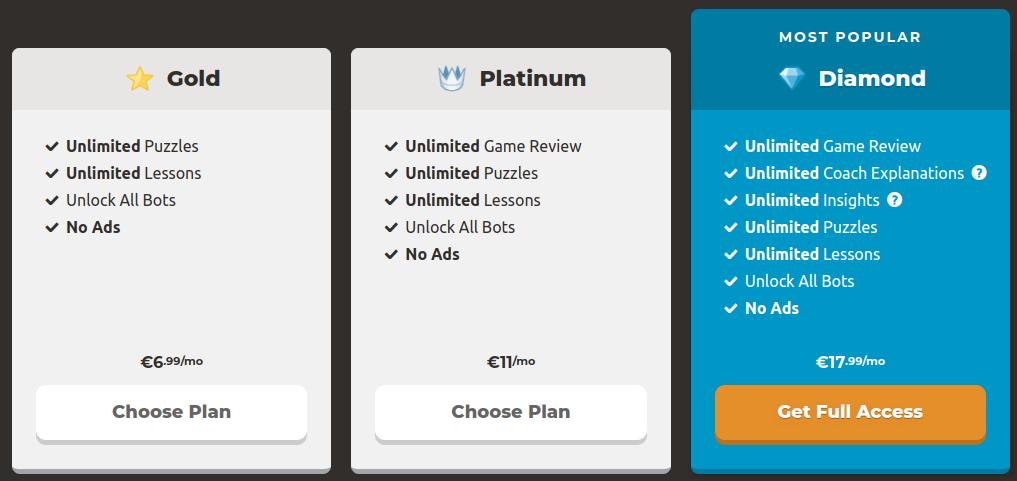 Gold
Unlimited Puzzles
Unlimited Lessons
Unlock All Bots
No Ads
€6.99/mo
Choose Plan
Platinum
Unlimited Game Review
Unlimited Puzzles
Unlimited Lessons
Unlock All Bots
No Ads
€11/mo
Choose Plan
MOST POPULAR
Diamond
Unlimited Game Review
Unlimited Coach Explanations ?
Unlimited Insights ?
Unlimited Puzzles
Unlimited Lessons
Unlock All Bots
No Ads
€17.99/mo
Get Full Access